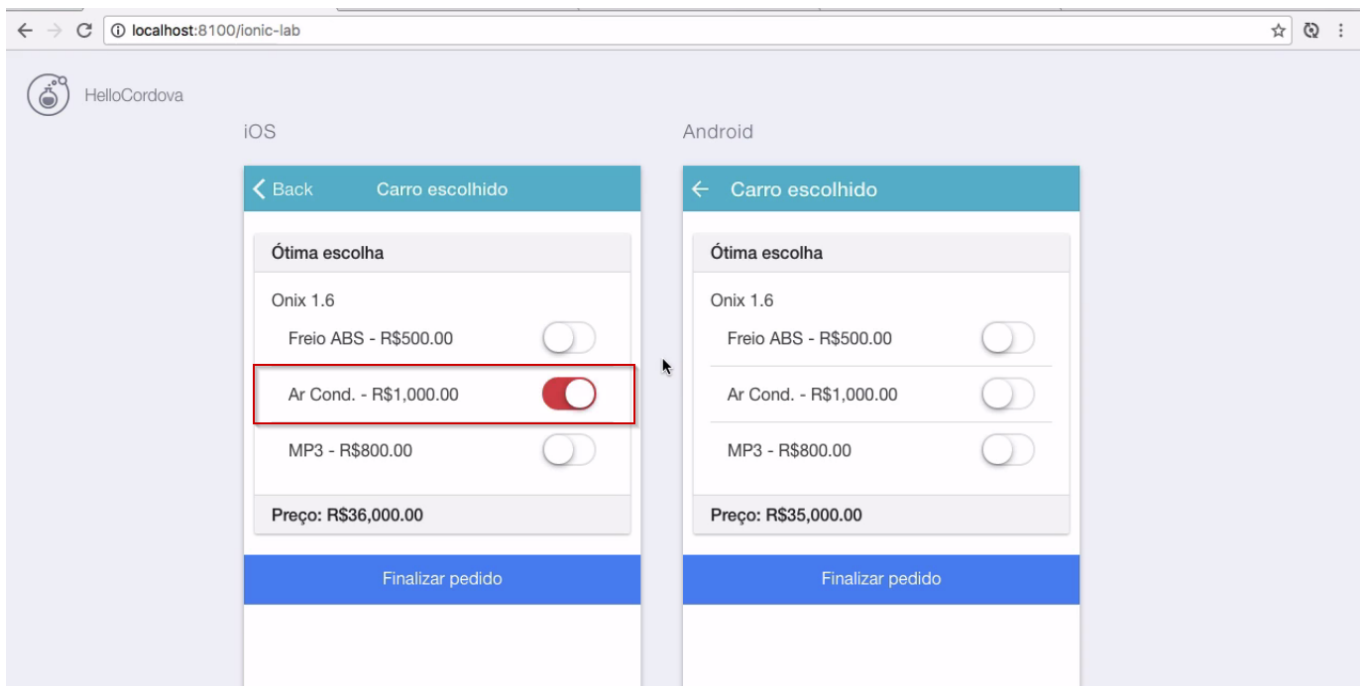 localhost:8100/ionic-lab
HelloCordova
iOS
Back Carro escolhido
Ótima escolha
Onix 1.6
Freio ABS - R$500.00
Ar Cond. - R$1,000.00
MP3 - R$800.00
Preço: R$36,000.00
Finalizar pedido
Android
Carro escolhido
Ótima escolha
Onix 1.6
Freio ABS - R$500.00
Ar Cond. - R$1,000.00
MP3 - R$800.00
Preço: R$35,000.00
Finalizar pedido